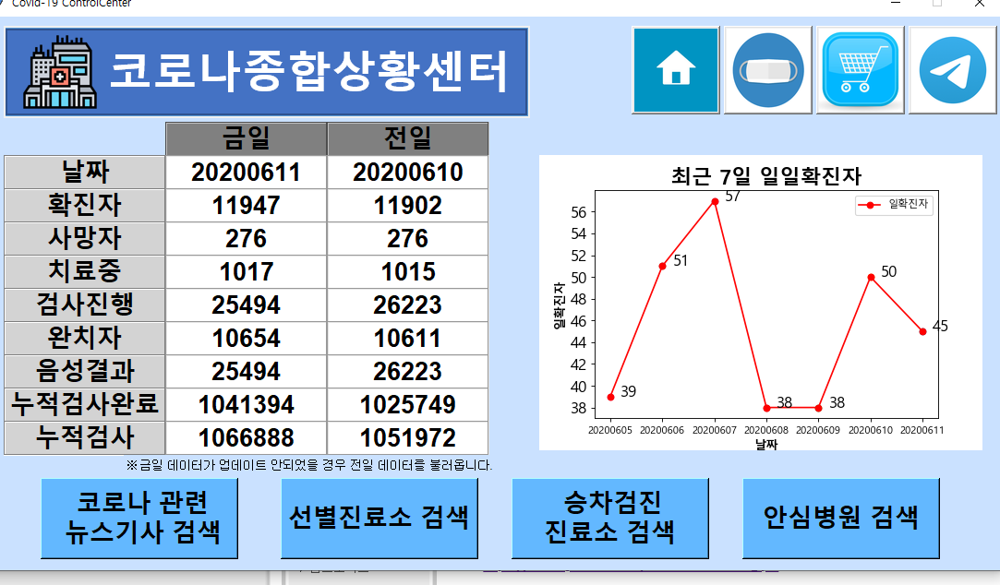 Covid-19 ControlCenter
코로나종합상황센터
금일 전일
날짜 20200611 20200610
확진자 11947 11902
사망자 276 276
치료중 1017 1015
검사진행 25494 26223
완치자 10654 10611
음성결과 25494 26223
누적검사완료 1041394 1025749
누적검사 1066888 1051972
※금일 데이터가 업데이트 안되었을 경우 전일 데이터를 불러옵니다.
최근 7일 일일확진자
일확진자
일확진자
56
54
52
50
48
46
44
42
40
38
39
51
57
38
38
50
45
20200605 20200606 20200607 20200608 20200609 20200610 20200611
날짜
코로나 관련
뉴스기사 검색
선별진료소 검색
승차검진
진료소 검색
안심병원 검색